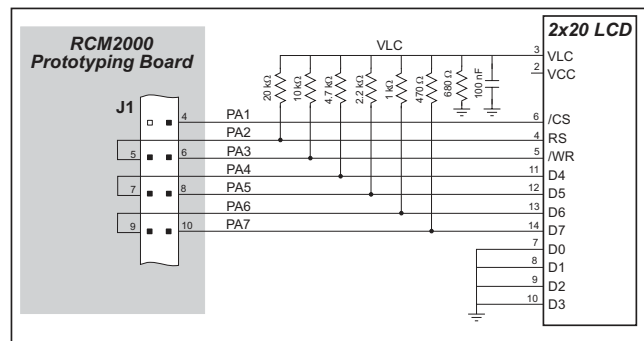 RCM2000
Prototyping Board
J1
4
5
6
7
8
9
10
PA1
PA2
PA3
PA4
PA5
PA6
PA7
VLC
20 kΩ
10 kΩ
4.7 kΩ
2.2 kΩ
1 kΩ
470 Ω
680 Ω
100 nF
2x20 LCD
3 VLC
2 VCC
6 /CS
4 RS
5 /WR
11 D4
12 D5
13 D6
14 D7
7 D0
8 D1
9 D2
10 D3